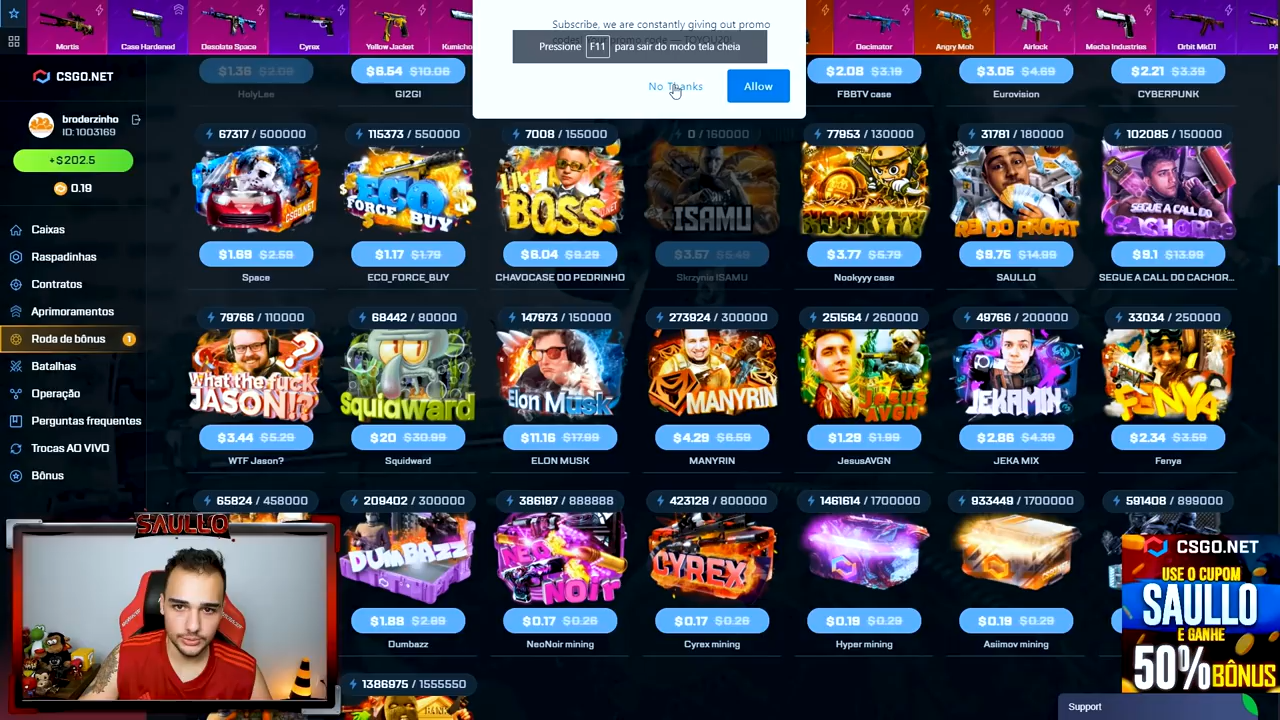 Mortis
Case Hardened
Desolate Space
Cyrex
Yellow Jacket
Kumicho
Decimator
Angry Mob
Airlock
Mecha Industries
Orbit Mk01
Subscribe, we are constantly giving out promo
Pressione F11 para sair do modo tela cheia
No Thanks
Allow
CSGO.NET
broderzinho
ID:1003169
+$202.5
0.19
Caixas
Raspadinhas
Contratos
Aprimoramentos
Roda de bônus 1
Batalhas
Operação
Perguntas frequentes
Trocas AO VIVO
Bônus
$1.36 $2.09
$6.54 $10.06
$2.08 $3.19
$3.05 $4.69
$2.21 $3.39
HolyLee
GI2GI
FBBTV case
Eurovision
CYBERPUNK
67317 / 500000
115373 / 550000
7008 / 155000
0 / 160000
77953 / 130000
31781 / 180000
102085 / 150000
CSGO.NET
ECO
FORCE BUY
LIKE A
BOSS
ISAMU
NOOKYYY
RB DO PROFIT
SEGUE A CALL DO
CACHORRO
$1.69 $2.59
$1.17 $1.79
$6.04 $9.29
$3.57 $5.49
$3.77 $5.79
$9.75 $14.99
$9.1 $13.99
Space
ECO_FORCE_BUY
CHAVOCASE DO PEDRINHO
Skrzynia ISAMU
Nookyyy case
SAULLO
SEGUE A CALL DO CACHOR...
79766 / 110000
68442 / 80000
147973 / 150000
273924 / 300000
251564 / 260000
49766 / 200000
33034 / 250000
What the fuck
JASON!?
Squidward
Elon Musk
MANYRIN
JESUS
AVGN
JEKAMIN
FENYA
$3.44 $5.29
$20 $30.99
$11.16 $17.99
$4.29 $6.59
$1.29 $1.99
$2.86 $4.39
$2.34 $3.59
WTF Jason?
Squidward
ELON MUSK
MANYRIN
JesusAVGN
JEKA MIX
Fenya
65824 / 458000
209402 / 300000
386187 / 888888
423128 / 800000
1461614 / 1700000
933449 / 1700000
591408 / 899000
DUMBAZZ
NEO
NOIR
CYREX
$1.88 $2.89
$0.17 $0.26
$0.17 $0.26
$0.19 $0.29
$0.19 $0.29
Dumbazz
NeoNoir mining
Cyrex mining
Hyper mining
Asiimov mining
1386975 / 1555550
SAULLO
CSGO.NET
USE O CUPOM
SAULLO
E GANHE
50% BÔNUS
Support